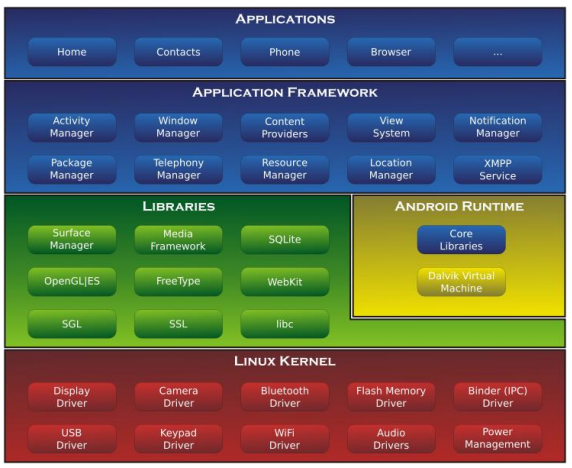 APPLICATIONS
Home
Contacts
Phone
Browser
...
APPLICATION FRAMEWORK
Activity
Manager
Window
Manager
Content
Providers
View
System
Notification
Manager
Package
Manager
Telephony
Manager
Resource
Manager
Location
Manager
XMPP
Service
LIBRARIES
Surface
Manager
Media
Framework
SQLite
OpenGL|ES
FreeType
WebKit
SGL
SSL
libc
ANDROID RUNTIME
Core
Libraries
Dalvik Virtual
Machine
LINUX KERNEL
Display
Driver
Camera
Driver
Bluetooth
Driver
Flash Memory
Driver
Binder (IPC)
Driver
USB
Driver
Keypad
Driver
WiFi
Driver
Audio
Drivers
Power
Management